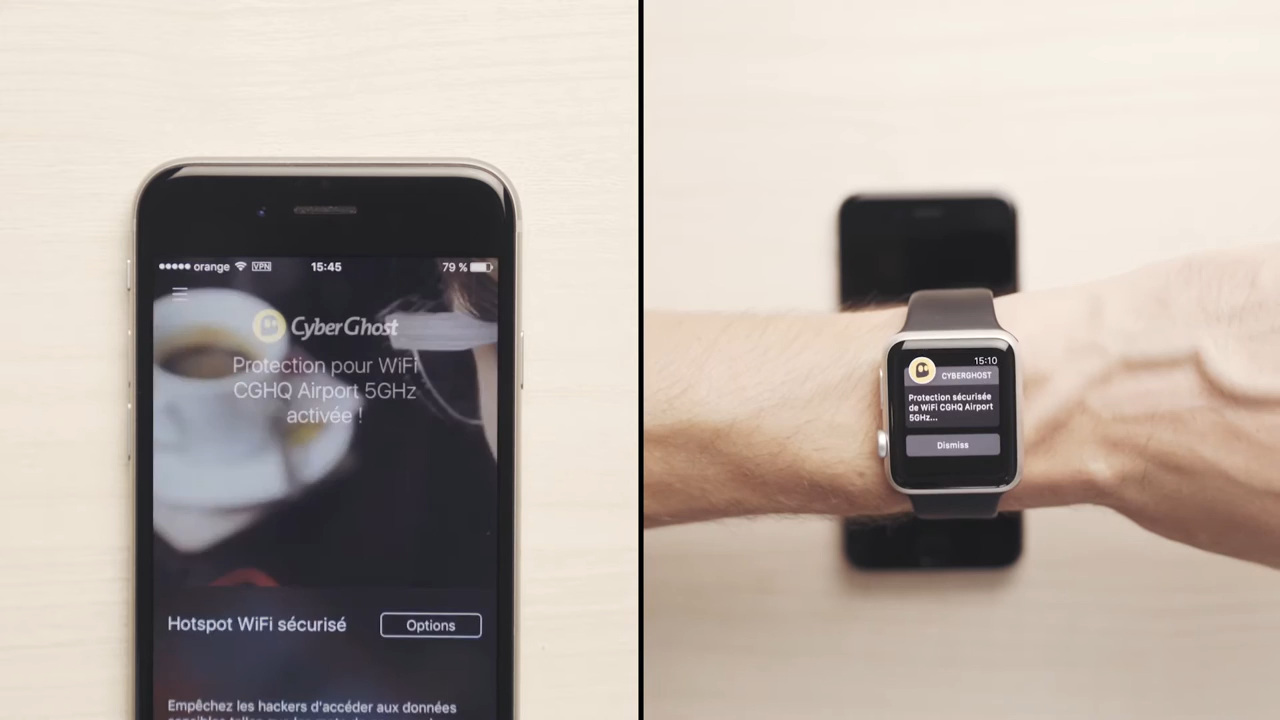 orange VPN 15:45 79 %
CyberGhost
Protection pour WiFi
CGHQ Airport 5GHz
activée !
Hotspot WiFi sécurisé Options
Empêchez les hackers d'accéder aux données
15:10
CYBERGHOST
Protection sécurisée
de WiFi CGHQ Airport
5GHz...
Dismiss